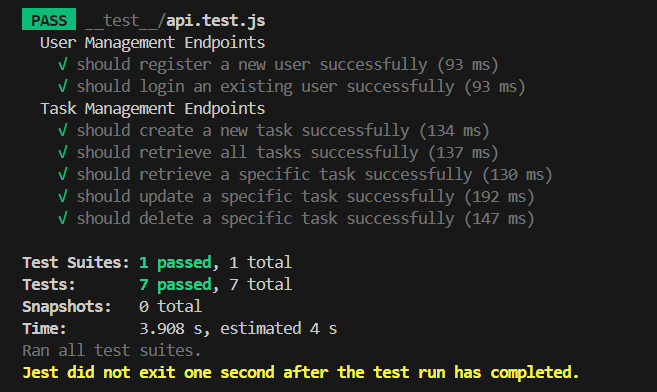 PASS __test__/api.test.js
User Management Endpoints
√ should register a new user successfully (93 ms)
√ should login an existing user successfully (93 ms)
Task Management Endpoints
√ should create a new task successfully (134 ms)
√ should retrieve all tasks successfully (137 ms)
√ should retrieve a specific task successfully (130 ms)
√ should update a specific task successfully (192 ms)
√ should delete a specific task successfully (147 ms)
Test Suites: 1 passed, 1 total
Tests: 7 passed, 7 total
Snapshots: 0 total
Time: 3.908 s, estimated 4 s
Ran all test suites.
Jest did not exit one second after the test run has completed.